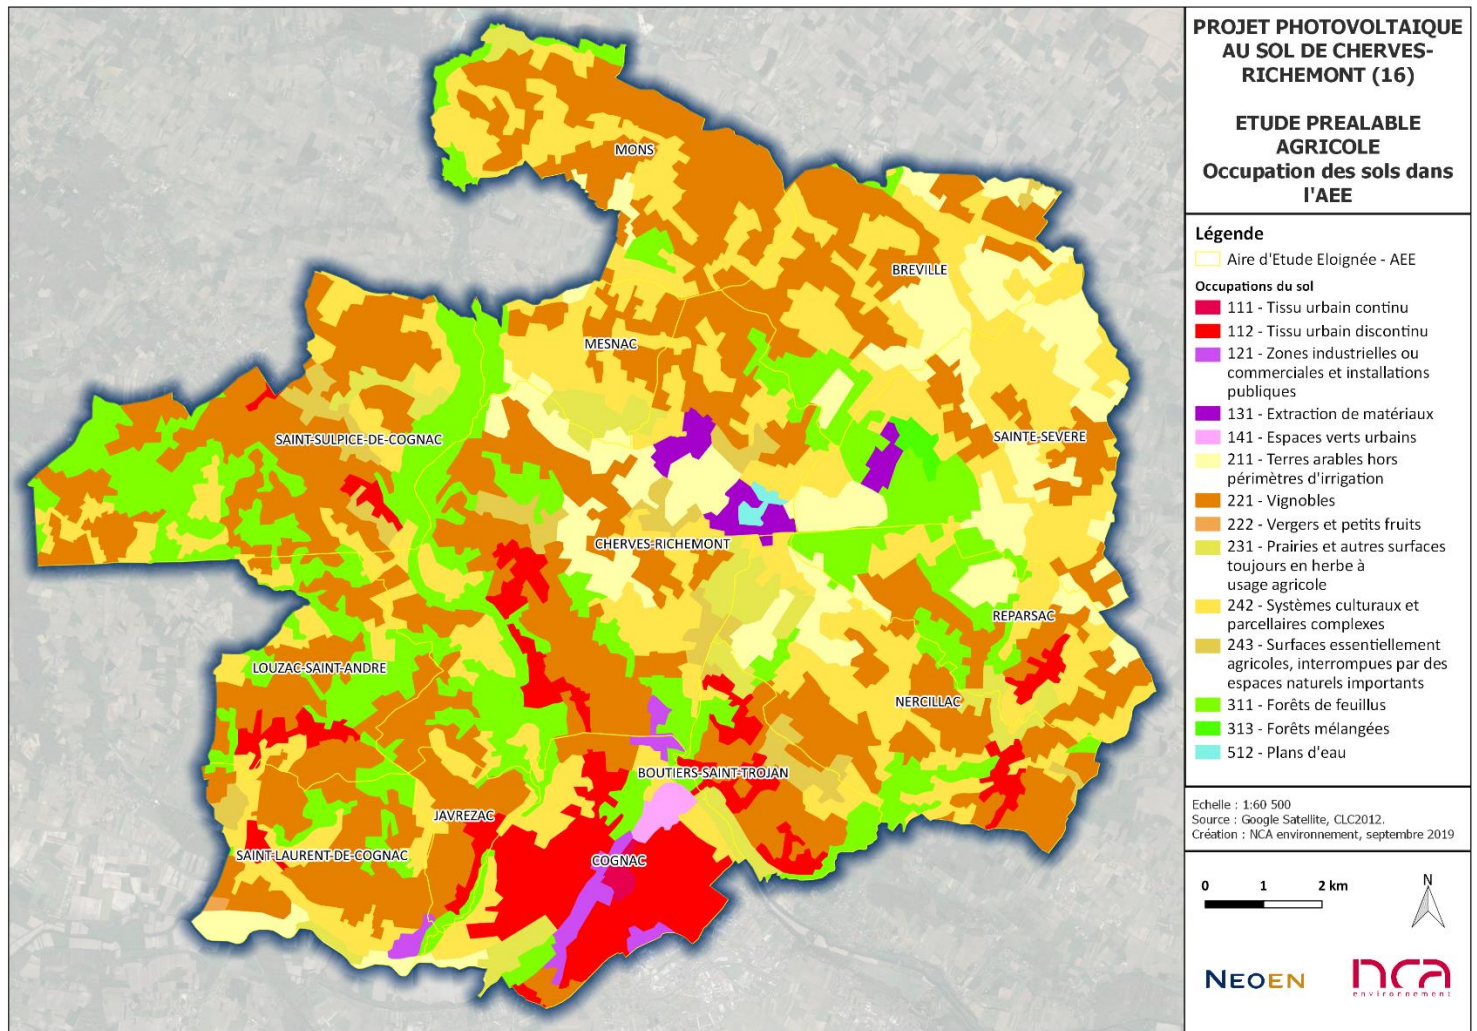 PROJET PHOTOVOLTAIQUE
AU SOL DE CHERVES-
RICHEMONT (16)
ETUDE PREALABLE
AGRICOLE
Occupation des sols dans
l'AEE
Légende
Aire d'Etude Eloignée - AEE
Occupations du sol
111 - Tissu urbain continu
112 - Tissu urbain discontinu
121 - Zones industrielles ou
commerciales et installations
publiques
131 - Extraction de matériaux
141 - Espaces verts urbains
211 - Terres arables hors
périmètres d'irrigation
221 - Vignobles
222 - Vergers et petits fruits
231 - Prairies et autres surfaces
toujours en herbe à
usage agricole
242 - Systèmes culturaux et
parcellaires complexes
243 - Surfaces essentiellement
agricoles, interrompues par des
espaces naturels importants
311 - Forêts de feuillus
313 - Forêts mélangées
512 - Plans d'eau
Echelle : 1:60 500
Source : Google Satellite, CLC2012.
Création : NCA environnement, septembre 2019
0 1 2 km
N
NEOEN
nca
environnement
MONS
BREVILLE
MESNAC
SAINT-SULPICE-DE-COGNAC
SAINTE-SEVERE
CHERVES-RICHEMONT
REPARSAC
LOUZAC-SAINT-ANDRE
NERCILLAC
BOUTIERS-SAINT-TROJAN
JAVREZAC
SAINT-LAURENT-DE-COGNAC
COGNAC